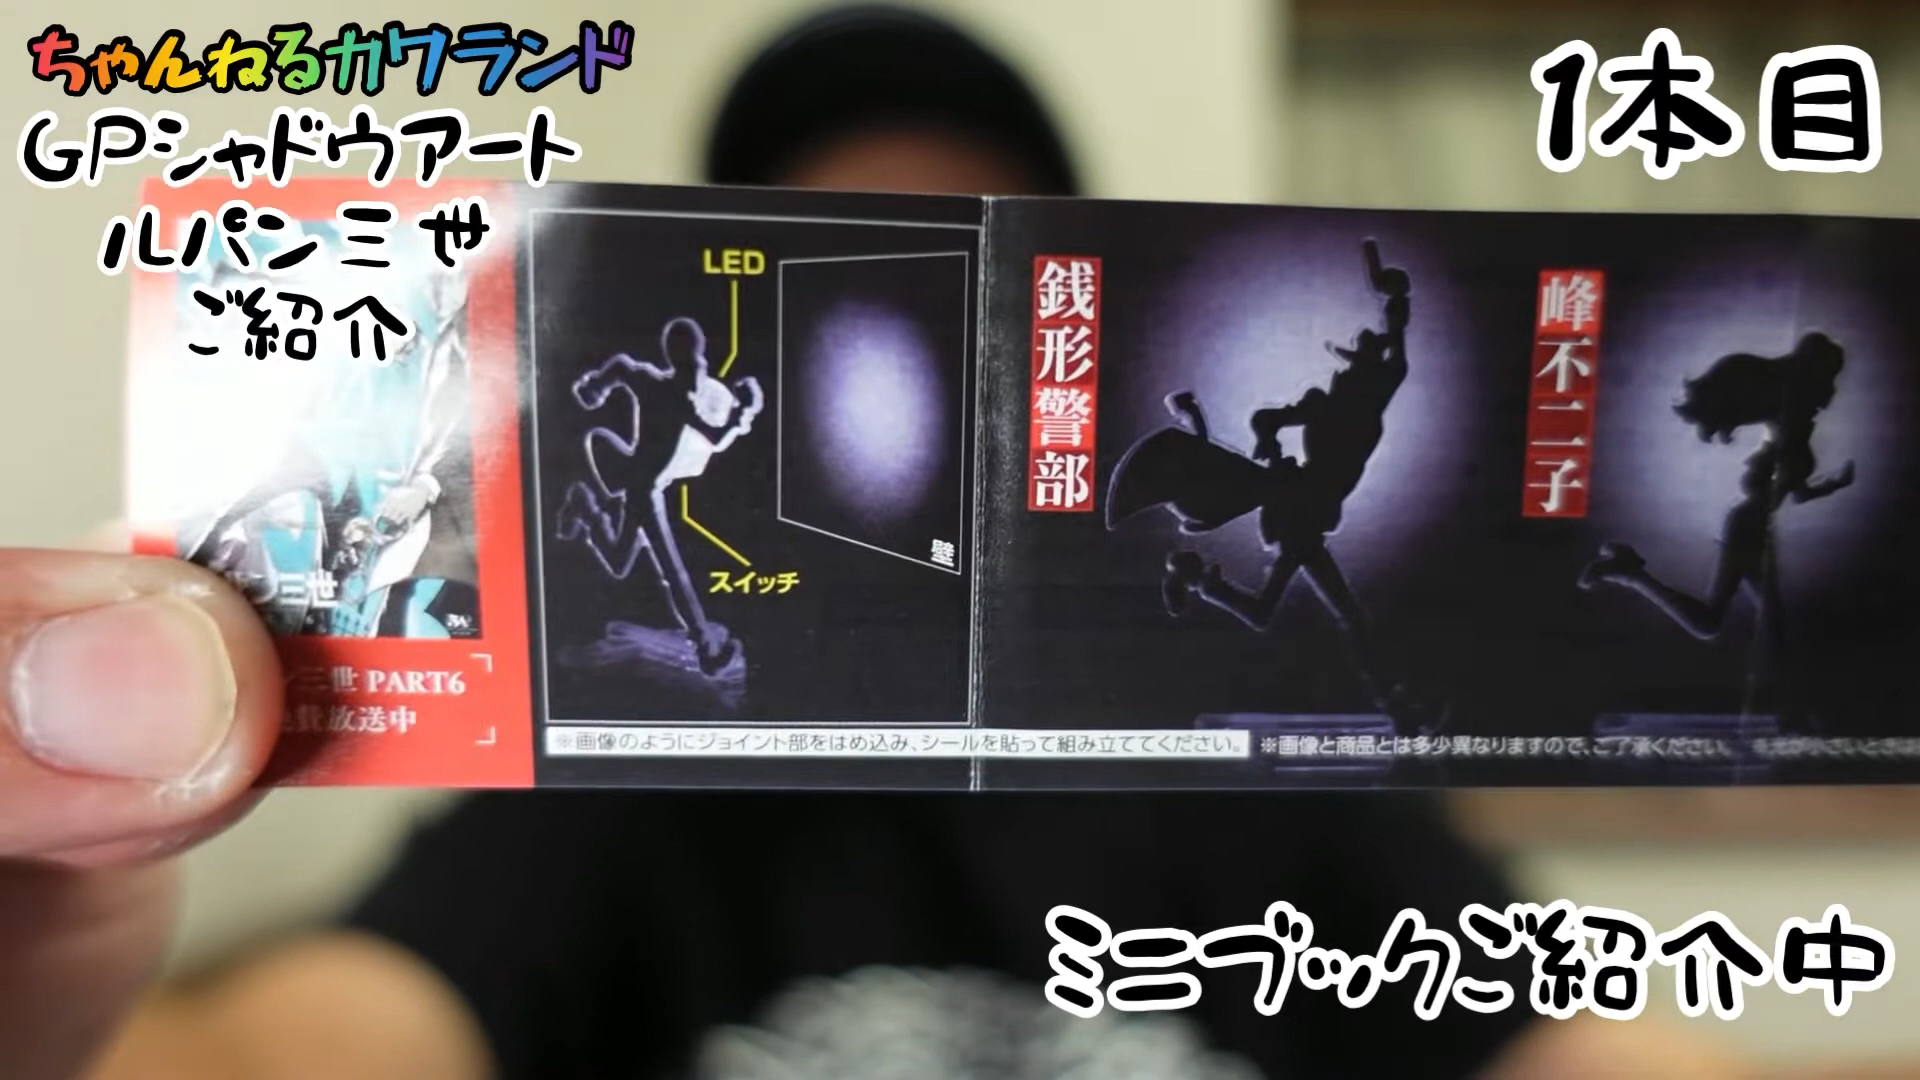 ちゃんねるカワランド
GPシャドウアート
ルパン三世
ご紹介
1本目
LED
スイッチ
壁
銭形警部
峰不二子
三世
三世 PART6
放送中
※画像のようにジョイント部をはめ込み、シールを貼って組み立ててください。
※画像と商品とは多少異なりますので、ご了承ください。
ミニブックご紹介中